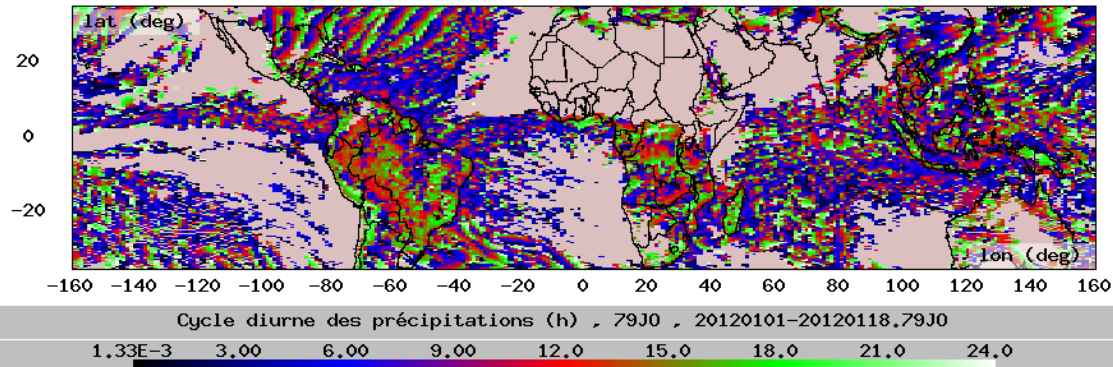 lat (deg)
20
0
-20
lon (deg)
-160 -140 -120 -100 -80 -60 -40 -20 0 20 40 60 80 100 120 140 160
Cycle diurne des précipitations (h) , 79J0 , 20120101-20120118.79J0
1.33E-3 3.00 6.00 9.00 12.0 15.0 18.0 21.0 24.0